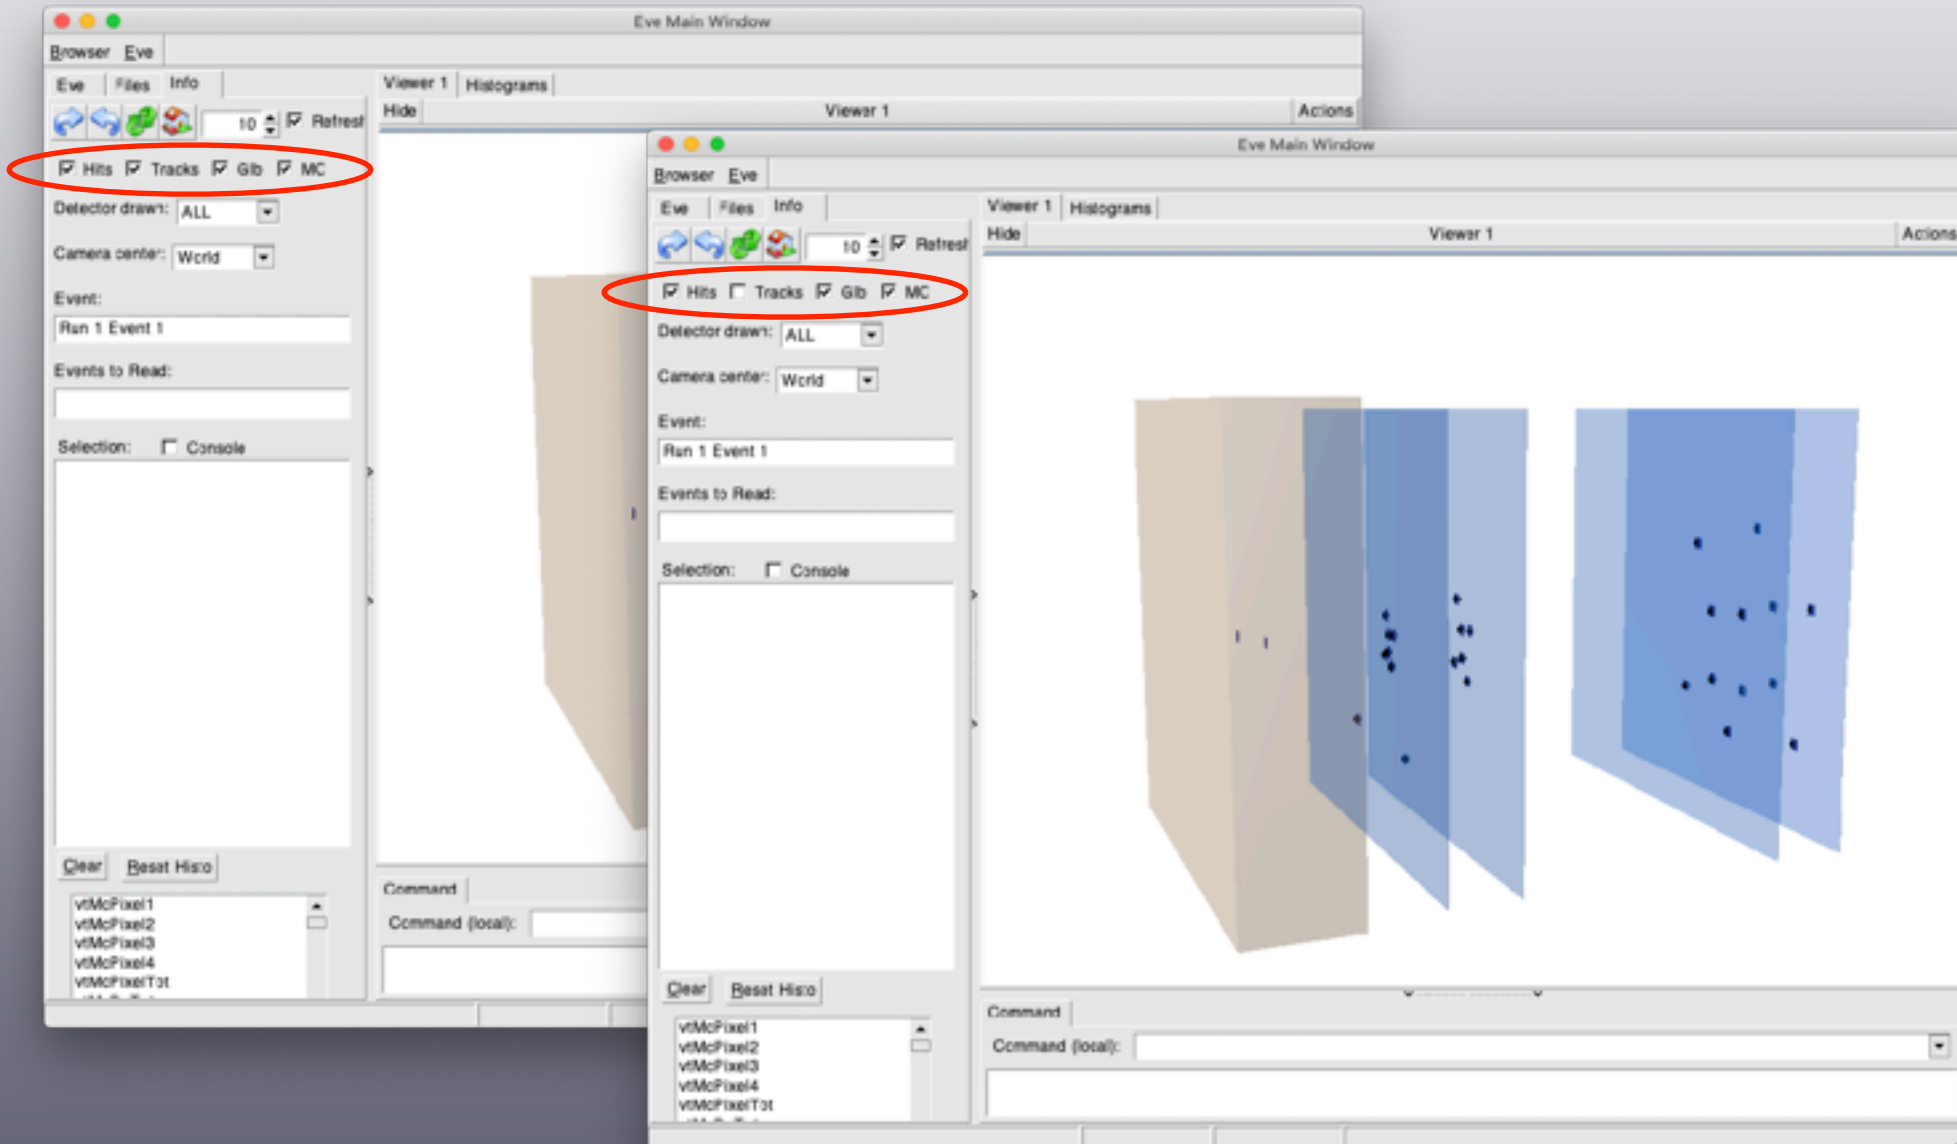 Eve Main Window
Browser Eve
Eve Files Info
Viewer 1 Histograms
Hide Viewer 1 Actions
10 Refresh
Hits Tracks Glb MC
Detector drawn: ALL
Camera center: World
Event:
Run 1 Event 1
Events to Read:
Selection: Console
Clear Reset Histo
vtMcPixel1
vtMcPixel2
vtMcPixel3
vtMcPixel4
vtMcPixelTot
Command
Command (local):
Eve Main Window
Browser Eve
Eve Files Info
Viewer 1 Histograms
Hide Viewer 1 Actions
10 Refresh
Hits Tracks Glb MC
Detector drawn: ALL
Camera center: World
Event:
Run 1 Event 1
Events to Read:
Selection: Console
Clear Reset Histo
vtMcPixel1
vtMcPixel2
vtMcPixel3
vtMcPixel4
vtMcPixelTot
Command
Command (local):